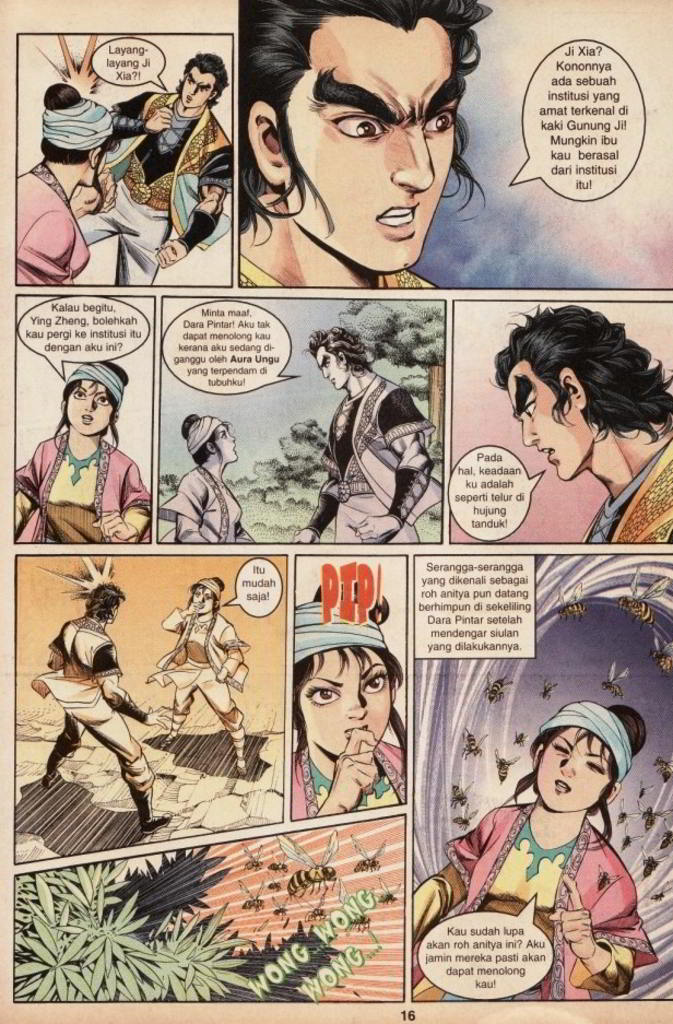 Layang-
layang Ji
Xia?!
Ji Xia?
Kononnya
ada sebuah
institusi yang
amat terkenal di
kaki Gunung Ji!
Mungkin ibu
kau berasal
dari institusi
itu!
Kalau begitu,
Ying Zheng, bolehkah
kau pergi ke institusi itu
dengan aku ini?
Minta maaf,
Dara Pintar! Aku tak
dapat menolong kau
kerana aku sedang di-
ganggu oleh Aura Ungu
yang terpendam di
tubuhku!
Pada
hal, keadaan
ku adalah
seperti telur di
hujung
tanduk!
Itu
mudah
saja!
PIP!
Serangga-serangga
yang dikenali sebagai
roh anitya pun datang
berhimpun di sekeliling
Dara Pintar setelah
mendengar siulan
yang dilakukannya.
WONG...WONG
WONG...!
Kau sudah lupa
akan roh anitya ini? Aku
jamin mereka pasti akan
dapat menolong
kau!
16